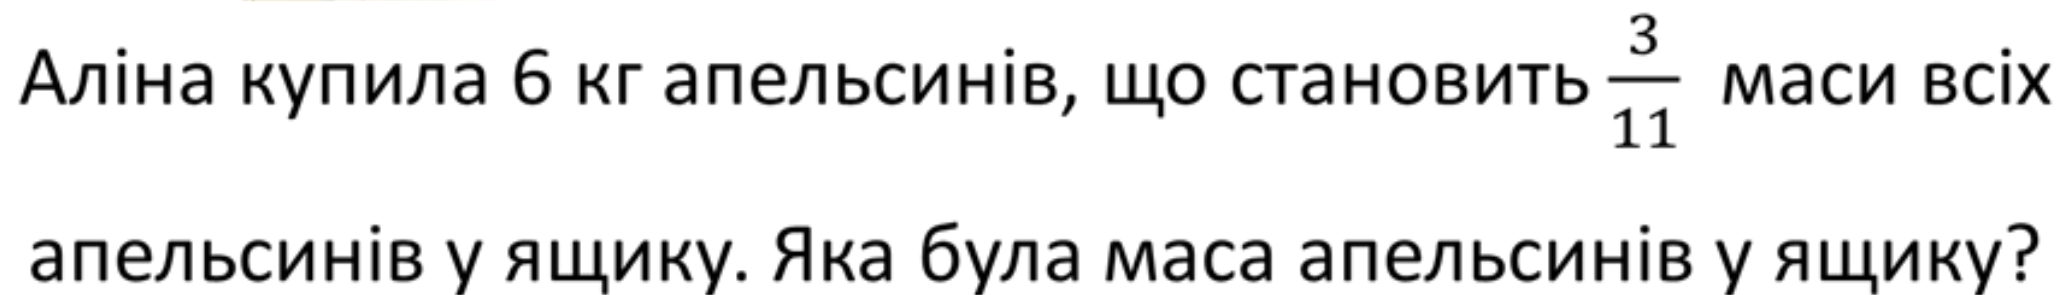 Аліна купила 6 кг апельсинів, що становить 3/11 маси всіх
апельсинів у ящику. Яка була маса апельсинів у ящику?